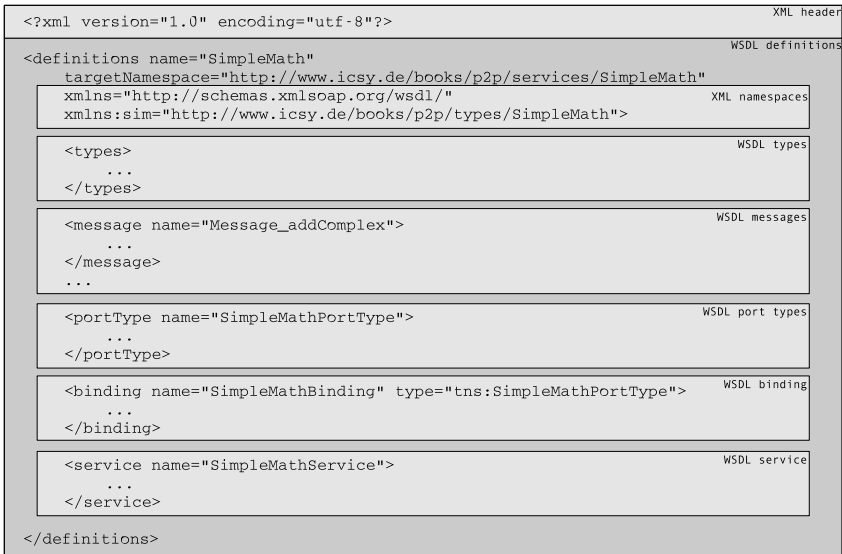 <?xml version="1.0" encoding="utf-8"?>
XML header
WSDL definitions
<definitions name="SimpleMath"
targetNamespace="http://www.icsy.de/books/p2p/services/SimpleMath"
xmlns="http://schemas.xmlsoap.org/wsdl/"
XML namespaces
xmlns:sim="http://www.icsy.de/books/p2p/types/SimpleMath">
WSDL types
<types>
...
</types>
WSDL messages
<message name="Message_addComplex">
...
</message>
...
WSDL port types
<portType name="SimpleMathPortType">
...
</portType>
WSDL binding
<binding name="SimpleMathBinding" type="tns:SimpleMathPortType">
...
</binding>
WSDL service
<service name="SimpleMathService">
...
</service>
</definitions>